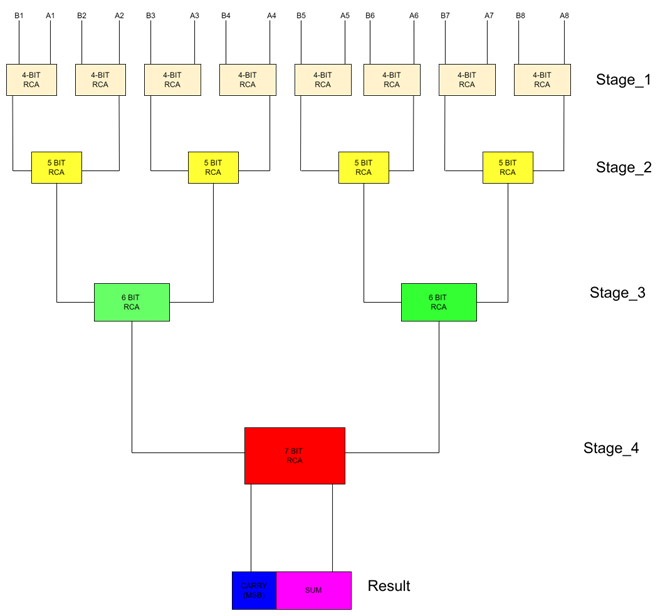 B1 A1 B2 A2 B3 A3 B4 A4 B5 A5 B6 A6 B7 A7 B8 A8
4-BIT 4-BIT 4-BIT 4-BIT 4-BIT 4-BIT 4-BIT 4-BIT
RCA RCA RCA RCA RCA RCA RCA RCA
Stage_1
5 BIT 5 BIT 5 BIT 5 BIT
RCA RCA RCA RCA
Stage_2
6 BIT 6 BIT
RCA RCA
Stage_3
7 BIT
RCA
Stage_4
CARRY
(MSB)
SUM
Result